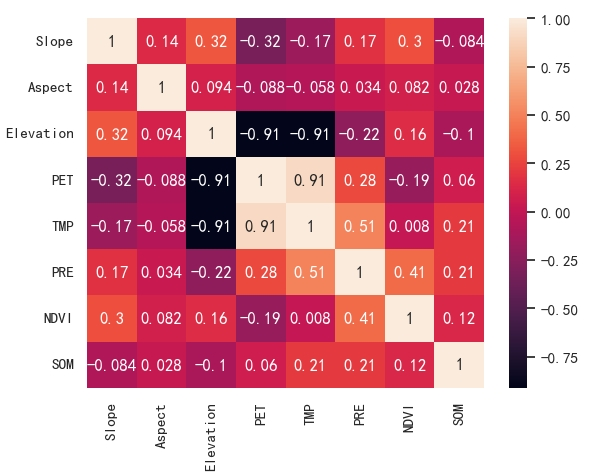 Slope 1 0.14 0.32 -0.32 -0.17 0.17 0.3 -0.084
Aspect 0.14 1 0.094 -0.088 -0.058 0.034 0.082 0.028
Elevation 0.32 0.094 1 -0.91 -0.91 -0.22 0.16 -0.1
PET -0.32 -0.088 -0.91 1 0.91 0.28 -0.19 0.06
TMP -0.17 -0.058 -0.91 0.91 1 0.51 0.008 0.21
PRE 0.17 0.034 -0.22 0.28 0.51 1 0.41 0.21
NDVI 0.3 0.082 0.16 -0.19 0.008 0.41 1 0.12
SOM -0.084 0.028 -0.1 0.06 0.21 0.21 0.12 1
Slope Aspect Elevation PET TMP PRE NDVI SOM
1.00
0.75
0.50
0.25
0.00
-0.25
-0.50
-0.75